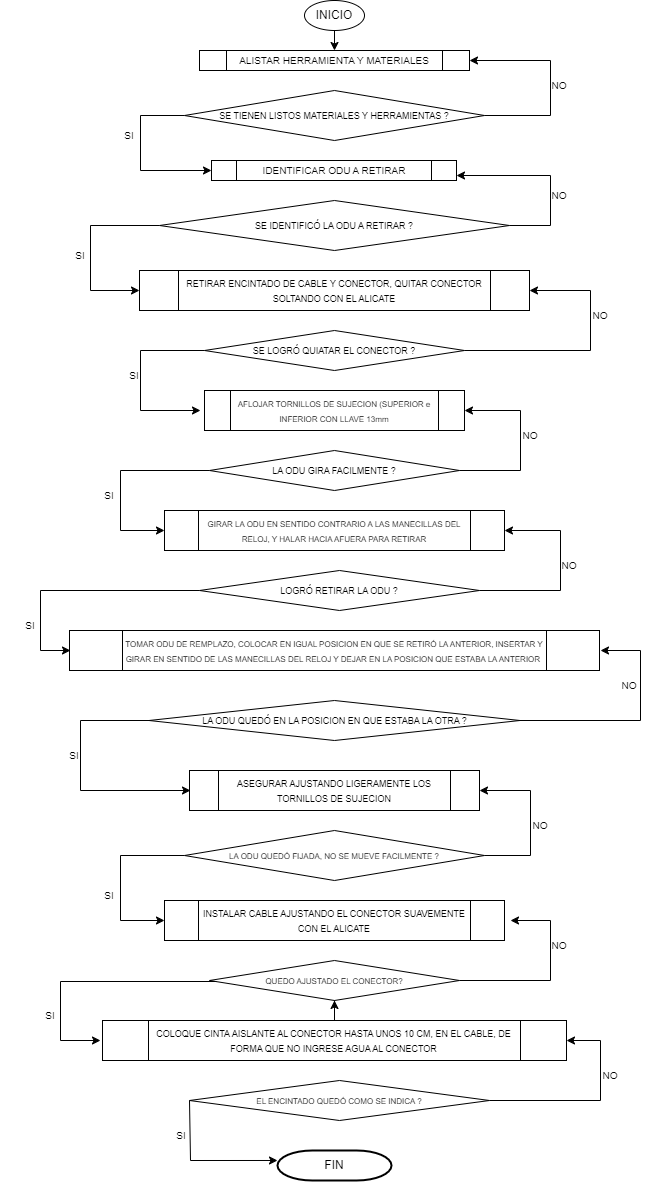 INICIO
ALISTAR HERRAMIENTA Y MATERIALES
NO
SE TIENEN LISTOS MATERIALES Y HERRAMIENTAS ?
SI
IDENTIFICAR ODU A RETIRAR
NO
SE IDENTIFICÓ LA ODU A RETIRAR ?
SI
RETIRAR ENCINTADO DE CABLE Y CONECTOR, QUITAR CONECTOR
SOLTANDO CON EL ALICATE
NO
SE LOGRÓ QUIATAR EL CONECTOR ?
SI
AFLOJAR TORNILLOS DE SUJECION (SUPERIOR e
INFERIOR CON LLAVE 13mm
NO
LA ODU GIRA FACILMENTE ?
SI
GIRAR LA ODU EN SENTIDO CONTRARIO A LAS MANECILLAS DEL
RELOJ, Y HALAR HACIA AFUERA PARA RETIRAR
NO
LOGRÓ RETIRAR LA ODU ?
SI
TOMAR ODU DE REMPLAZO, COLOCAR EN IGUAL POSICION EN QUE SE RETIRÓ LA ANTERIOR, INSERTAR Y
GIRAR EN SENTIDO DE LAS MANECILLAS DEL RELOJ Y DEJAR EN LA POSICION QUE ESTABA LA ANTERIOR
NO
LA ODU QUEDÓ EN LA POSICION EN QUE ESTABA LA OTRA ?
SI
ASEGURAR AJUSTANDO LIGERAMENTE LOS
TORNILLOS DE SUJECION
NO
LA ODU QUEDÓ FIJADA, NO SE MUEVE FACILMENTE ?
SI
INSTALAR CABLE AJUSTANDO EL CONECTOR SUAVEMENTE
CON EL ALICATE
NO
QUEDO AJUSTADO EL CONECTOR?
SI
COLOQUE CINTA AISLANTE AL CONECTOR HASTA UNOS 10 CM, EN EL CABLE, DE
FORMA QUE NO INGRESE AGUA AL CONECTOR
NO
EL ENCINTADO QUEDÓ COMO SE INDICA ?
SI
FIN